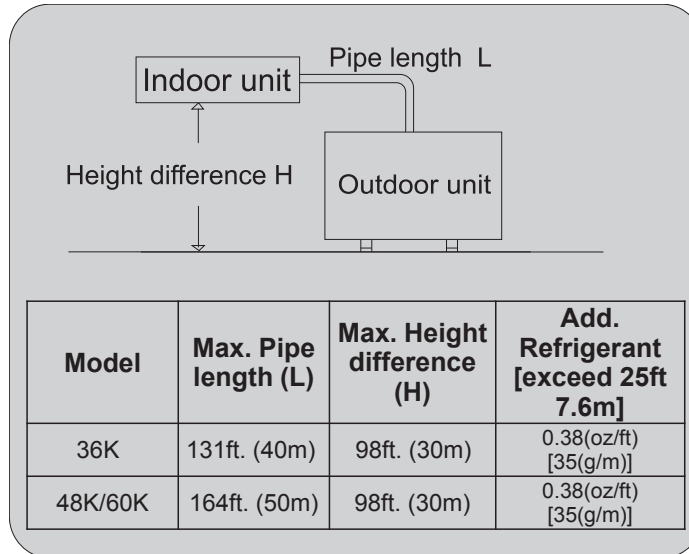 Pipe length L
Indoor unit
Height difference H
Outdoor unit
Model
Max. Pipe
length (L)
Max. Height
difference
(H)
Add.
Refrigerant
[exceed 25ft
7.6m]
36K
131ft. (40m)
98ft. (30m)
0.38(oz/ft)
[35(g/m)]
48K/60K
164ft. (50m)
98ft. (30m)
0.38(oz/ft)
[35(g/m)]